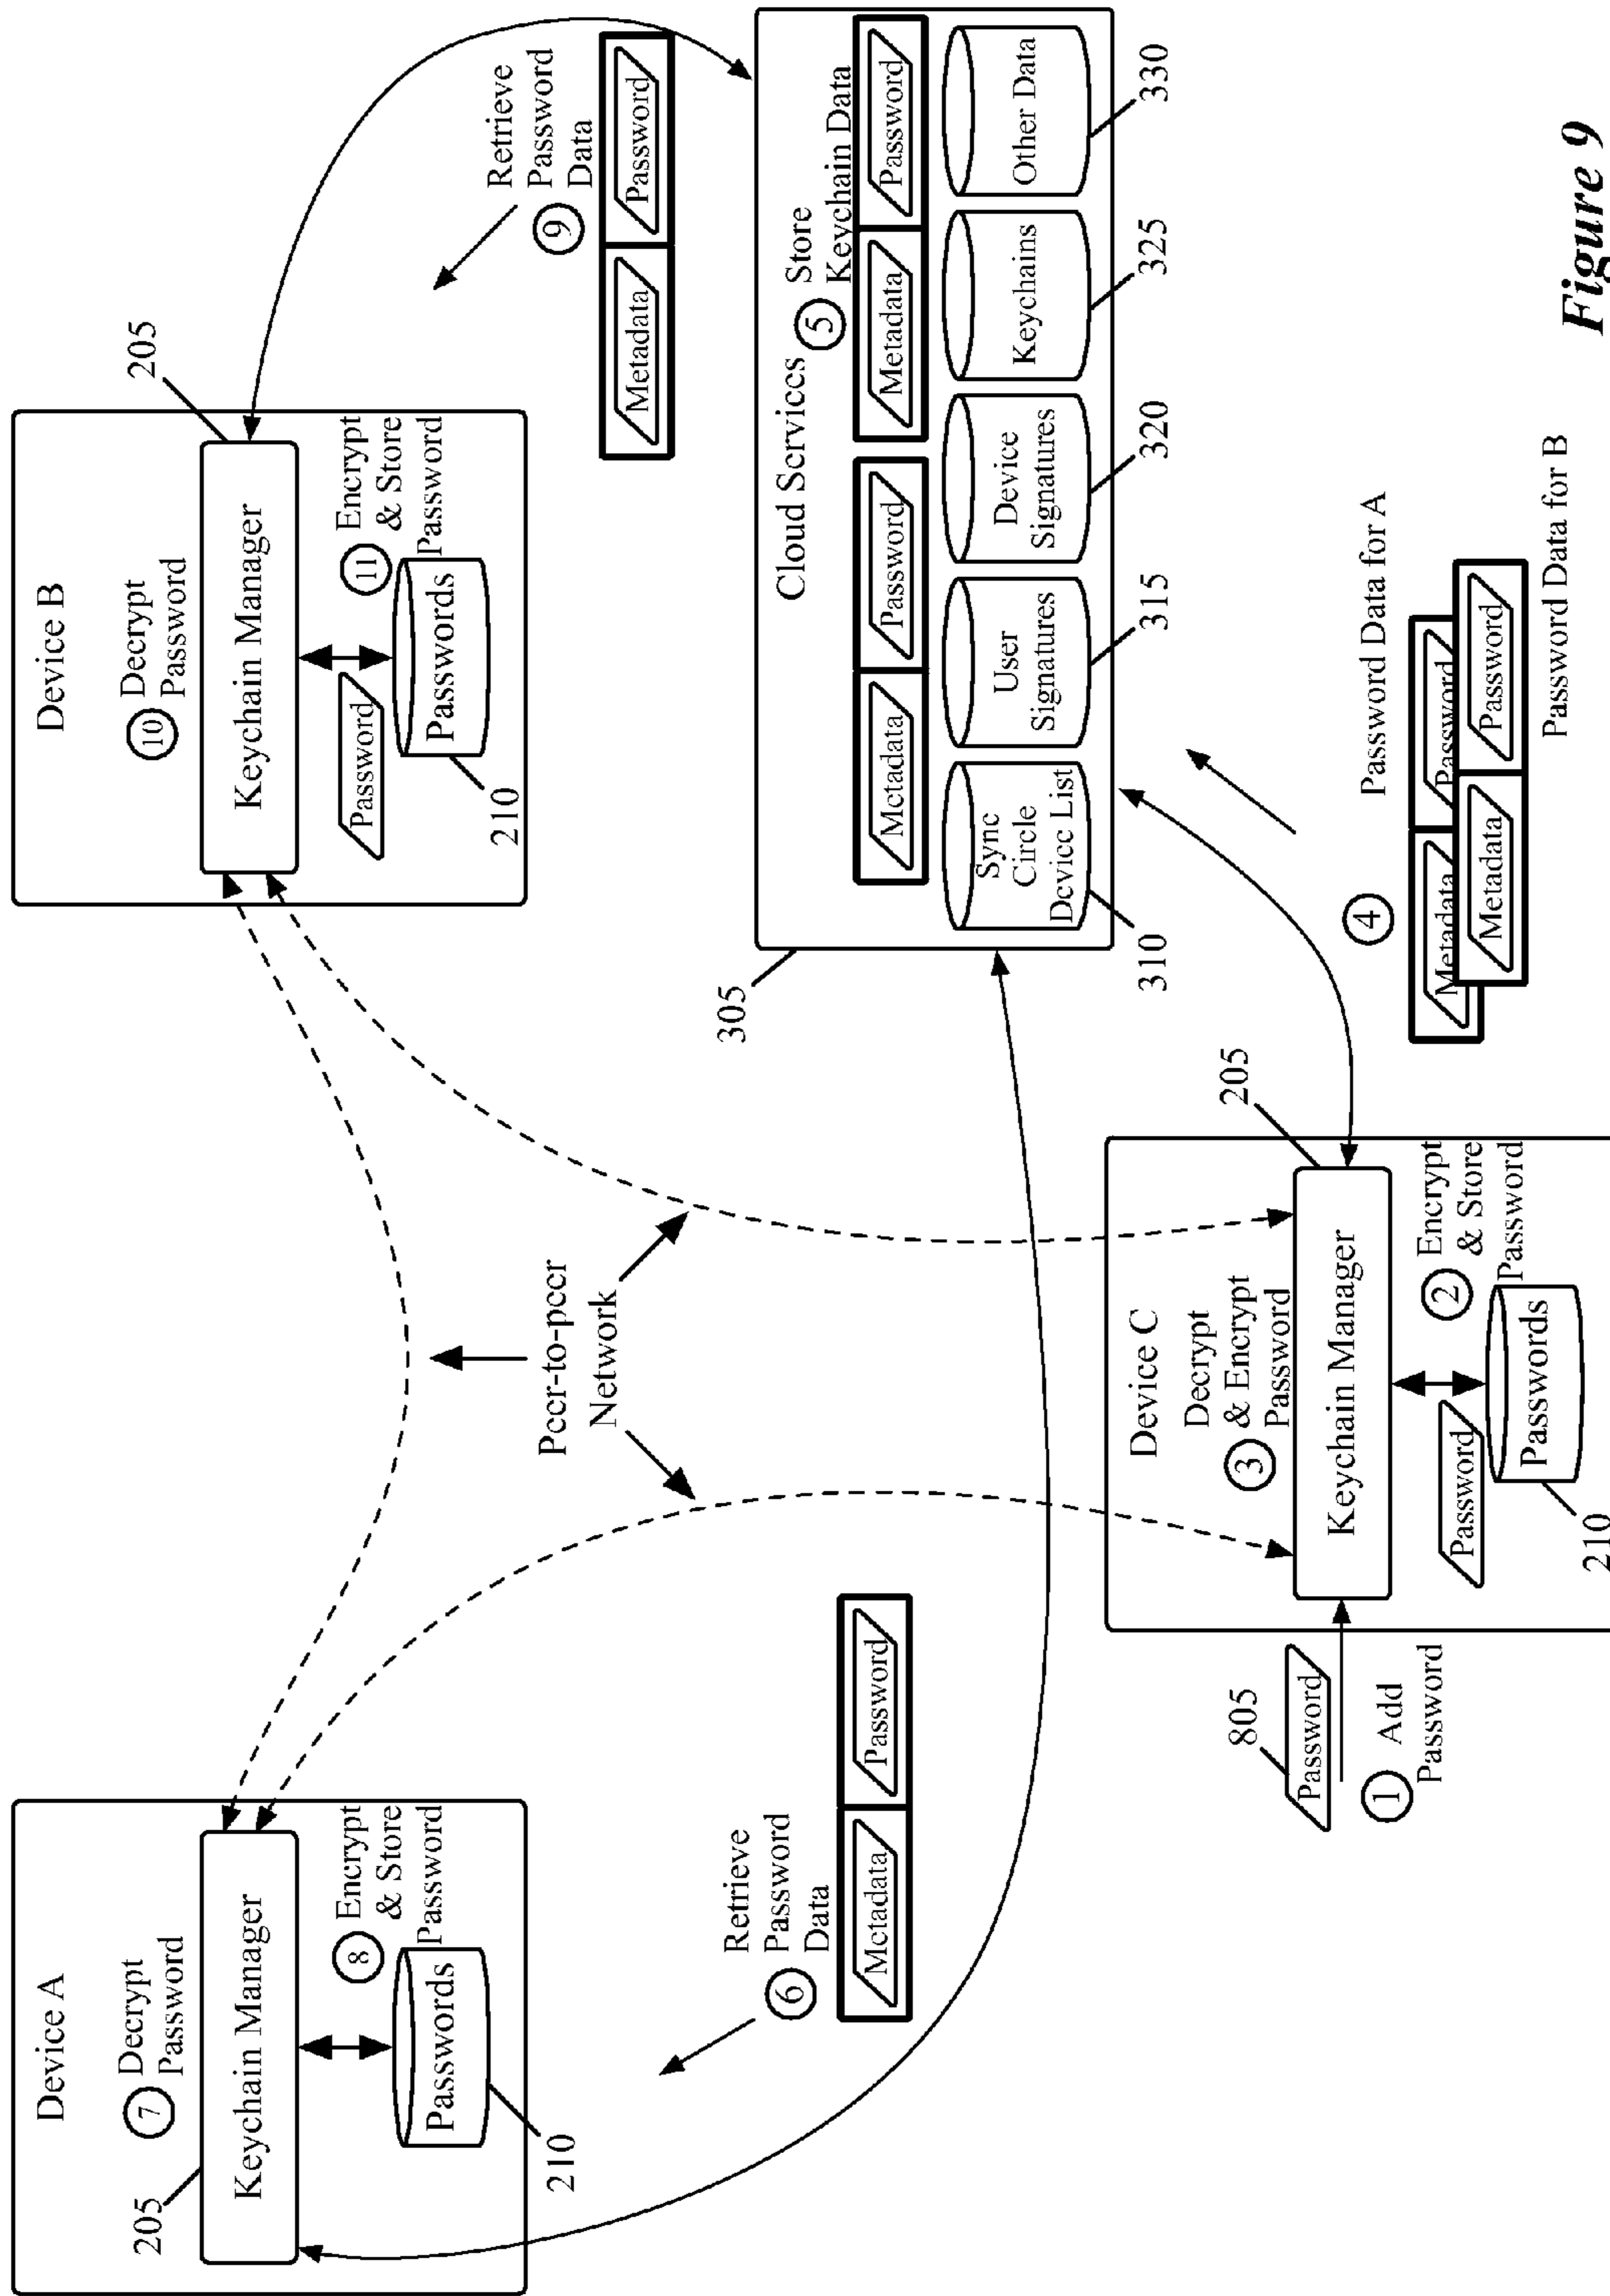 Device A
7 Decrypt
Password
205
Keychain Manager
8 Encrypt
& Store
Password
Passwords
210
Device B
10 Decrypt
Password
205
Keychain Manager
Password
11 Encrypt
& Store
Password
Passwords
210
Peer-to-peer
Network
Retrieve
6 Password
Data
Metadata
Password
Retrieve
9 Password
Data
Metadata
Password
305
Cloud Services
5 Store
Keychain Data
Metadata
Password
Metadata
Password
Sync
Circle
Device List
User
Signatures
Device
Signatures
Keychains
Other Data
310
315
320
325
330
Device C
Decrypt
3 & Encrypt
Password
205
Keychain Manager
805
Password
1 Add
Password
Password
2 Encrypt
& Store
Password
Passwords
210
4
Password Data for A
Metadata
Password
Metadata
Password
Password Data for B
Figure 9